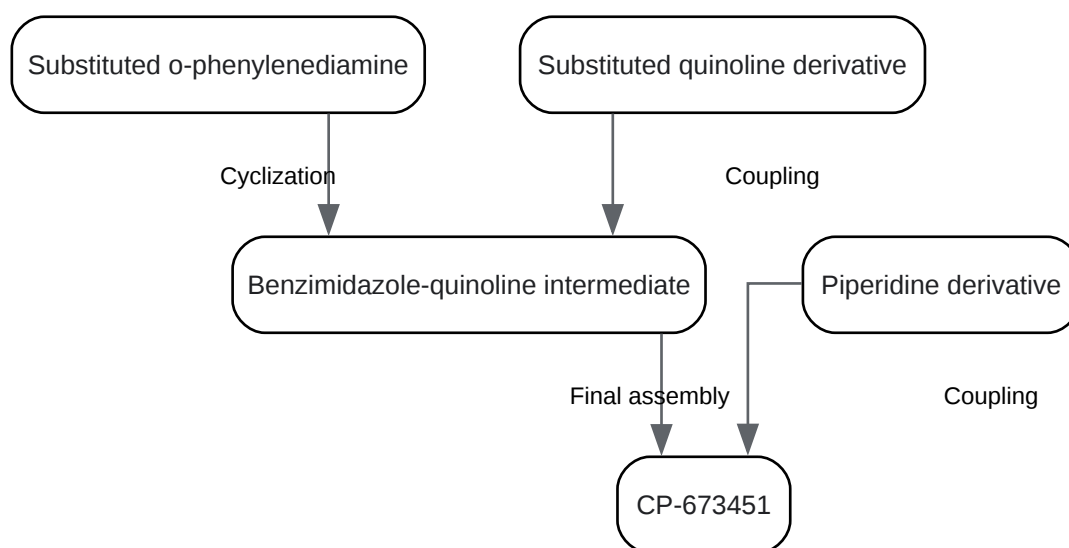 Substituted o-phenylenediamine
Substituted quinoline derivative
Cyclization
Coupling
Benzimidazole-quinoline intermediate
Piperidine derivative
Final assembly
Coupling
CP-673451